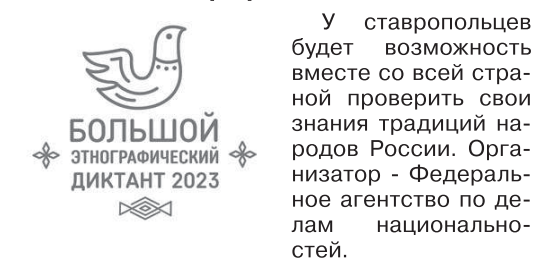 БОЛЬШОЙ
ЭТНОГРАФИЧЕСКИЙ
ДИКТАНТ 2023
У ставропольцев
будет возможность
вместе со всей стра-
ной проверить свои
знания традиций на-
родов России. Орга-
низатор - Федераль-
ное агентство по де-
лам национально-
стей.